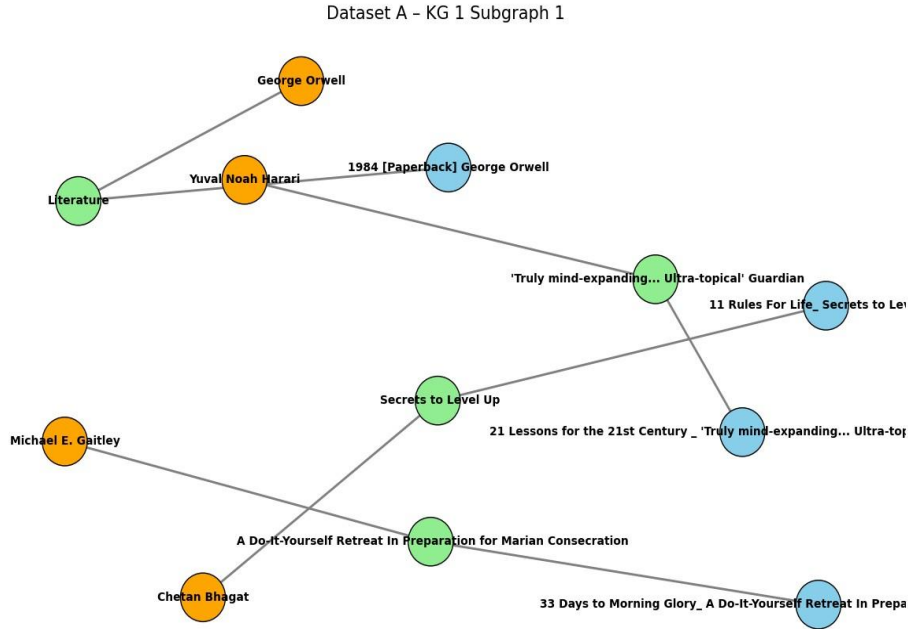 Dataset A – KG 1 Subgraph 1
George Orwell
1984 [Paperback] George Orwell
Yuval Noah Harari
Literature
'Truly mind-expanding... Ultra-topical' Guardian
11 Rules For Life_ Secrets to Lev
Secrets to Level Up
21 Lessons for the 21st Century _ 'Truly mind-expanding... Ultra-top
Michael E. Gaitley
A Do-It-Yourself Retreat In Preparation for Marian Consecration
Chetan Bhagat
33 Days to Morning Glory_ A Do-It-Yourself Retreat In Prepa